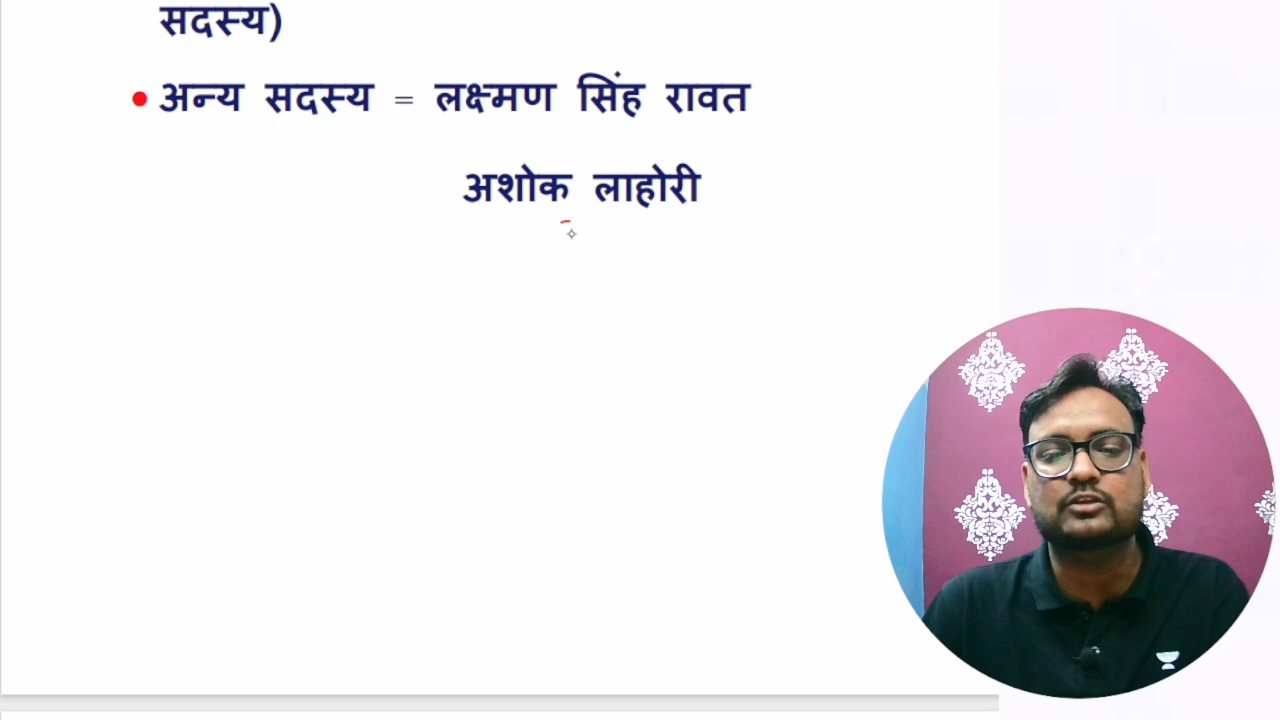 सदस्य)
• अन्य सदस्य = लक्ष्मण सिंह रावत
अशोक लाहोरी